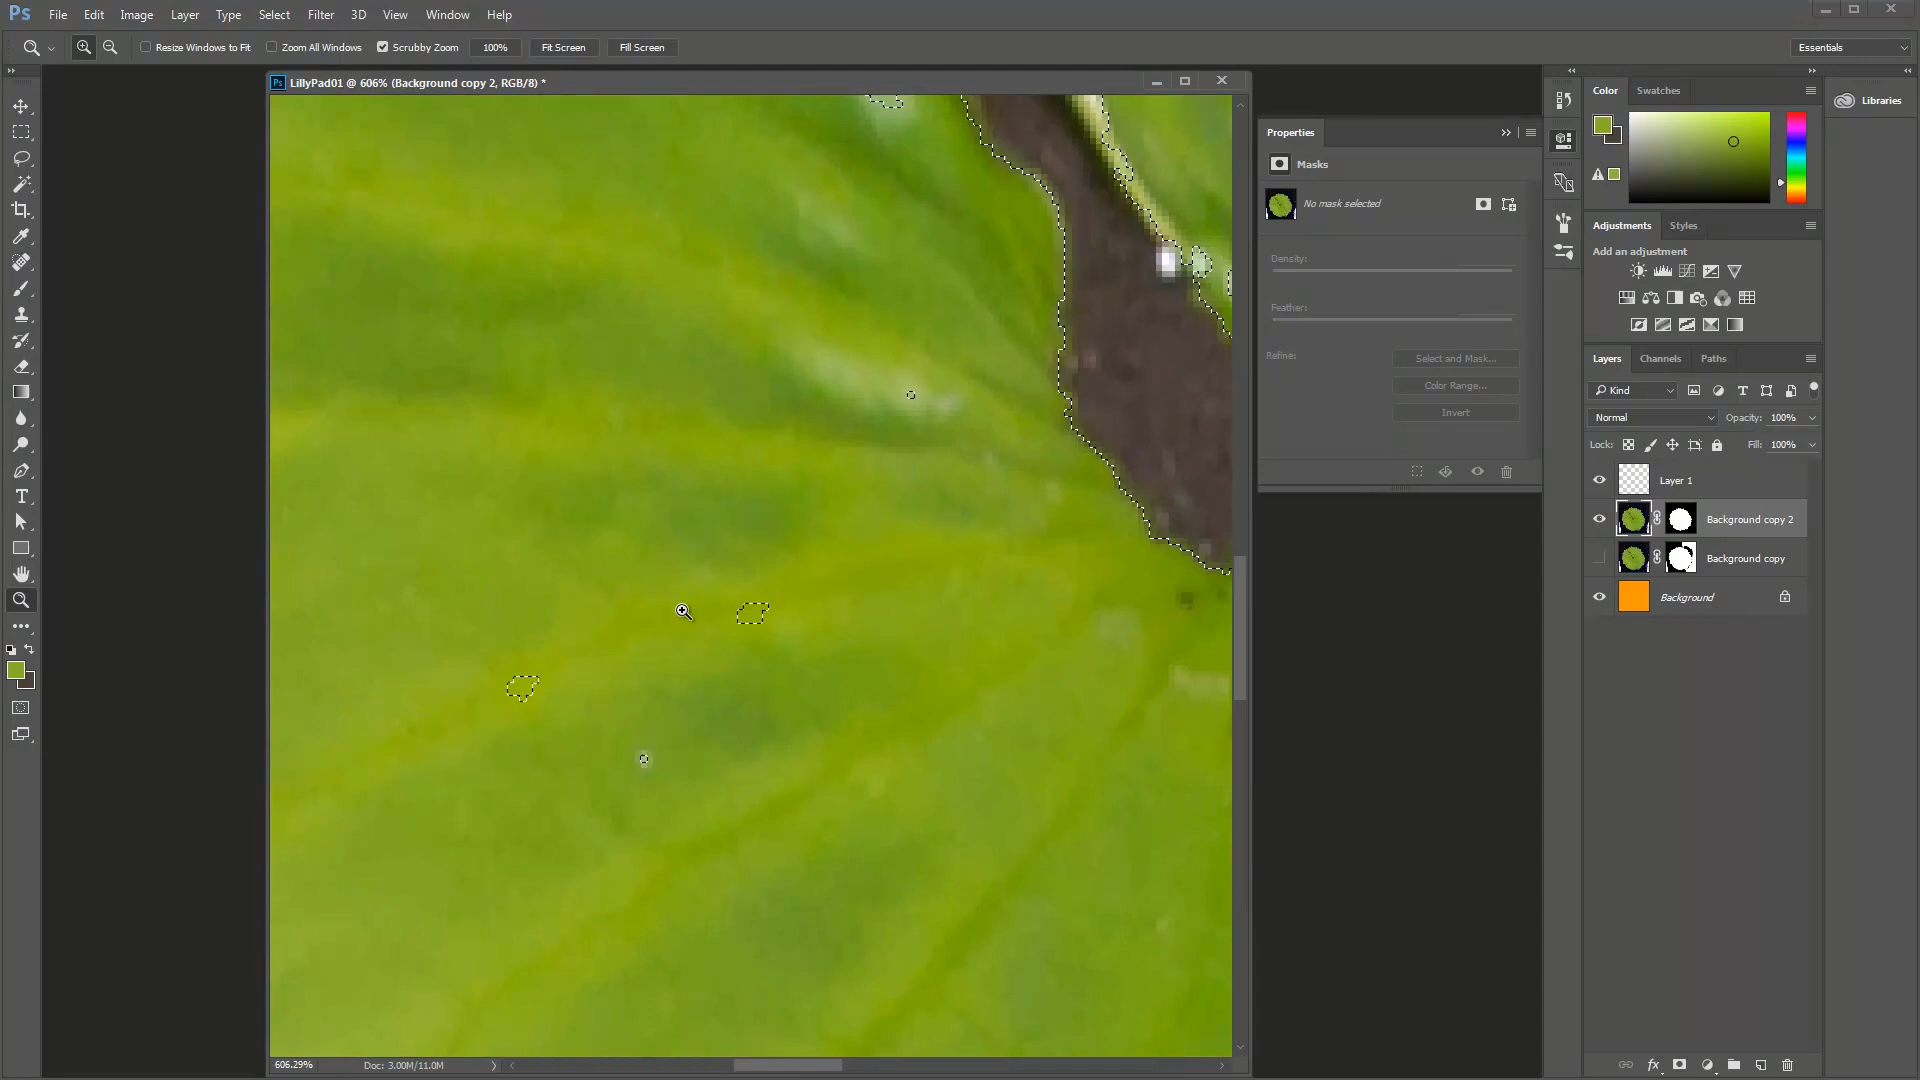 Ps File Edit Image Layer Type Select Filter 3D View Window Help
Resize Windows to Fit Zoom All Windows Scrubby Zoom 100% Fit Screen Fill Screen Essentials
Ps LillyPad01 @ 606% (Background copy 2, RGB/8) *
Color Swatches
Libraries
Properties
Masks
No mask selected
Adjustments Styles
Add an adjustment
Density:
Feather:
Refine: Select and Mask...
Color Range...
Invert
Layers Channels Paths
Kind
Normal Opacity: 100%
Lock: Fill: 100%
Layer 1
Background copy 2
Background copy
Background
606.29% Doc: 3.00M/11.0M
fx